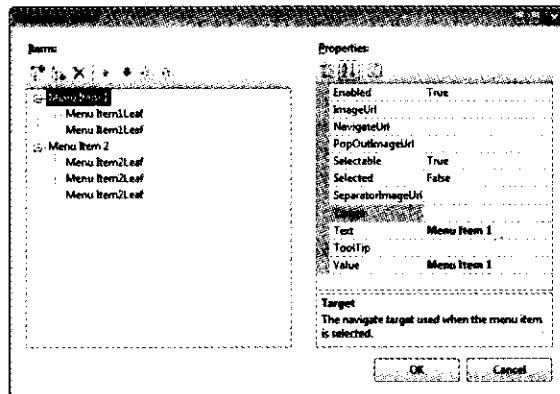 Items:
Properties:
Menu Item 1
Menu Item1Leaf
Menu Item1Leaf
Menu Item 2
Menu Item2Leaf
Menu Item2Leaf
Menu Item2Leaf
Enabled True
ImageUrl
NavigateUrl
PopOutImageUrl
Selectable True
Selected False
SeparatorImageUrl
Target
Text Menu Item 1
ToolTip
Value Menu Item 1
Target
The navigate target used when the menu item
is selected.
OK Cancel